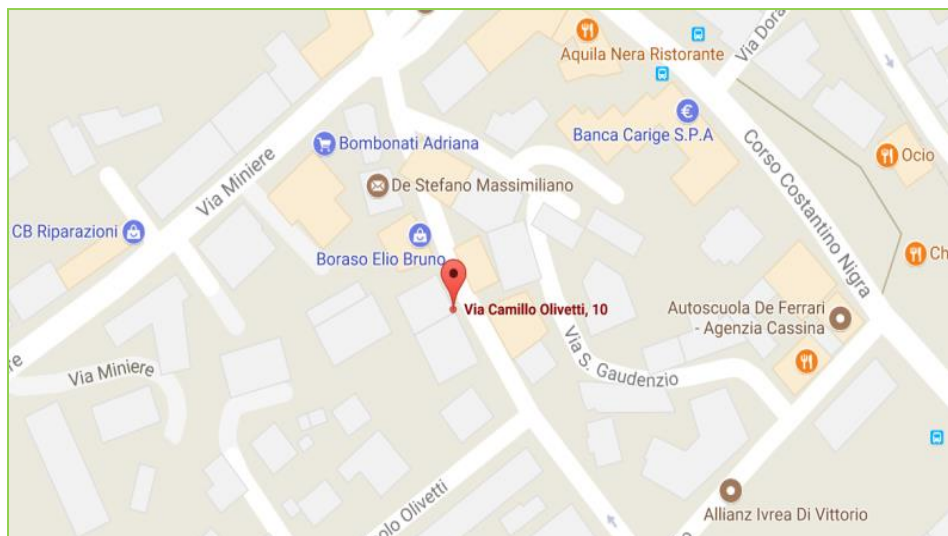 Aquila Nera Ristorante
Via Dora
Banca Carige S.P.A
Bombonati Adriana
Via Miniere
De Stefano Massimiliano
Ocio
Corso Costantino Nigra
CB Riparazioni
Boraso Elio Bruno
Ch
Via Camillo Olivetti, 10
Autoscuola De Ferrari
- Agenzia Cassina
Via S. Gaudenzio
Via Miniere
re
olo Olivetti
Allianz Ivrea Di Vittorio